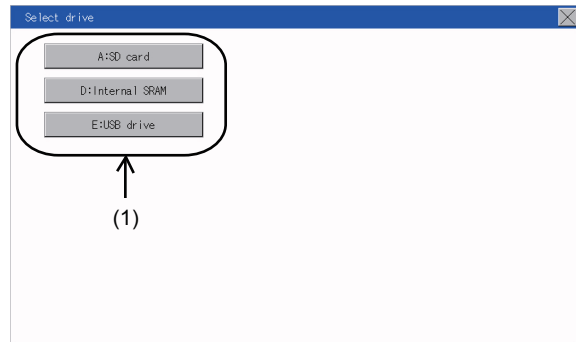 Select drive
A:SD card
D:Internal SRAM
E:USB drive
(1)